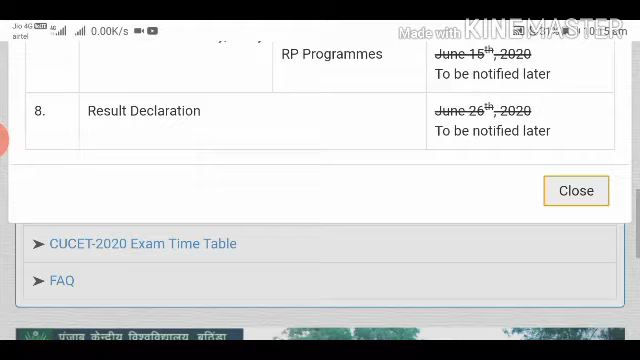 Jio 4G VoLTE
airtel
0.00K/s
31%
10:15 am
Made with KINEMASTER
RP Programmes
June 15th, 2020
To be notified later
8.
Result Declaration
June 26th, 2020
To be notified later
Close
➤ CUCET-2020 Exam Time Table
➤ FAQ
पंजाब केन्द्रीय विश्वविद्यालय, बठिंडा